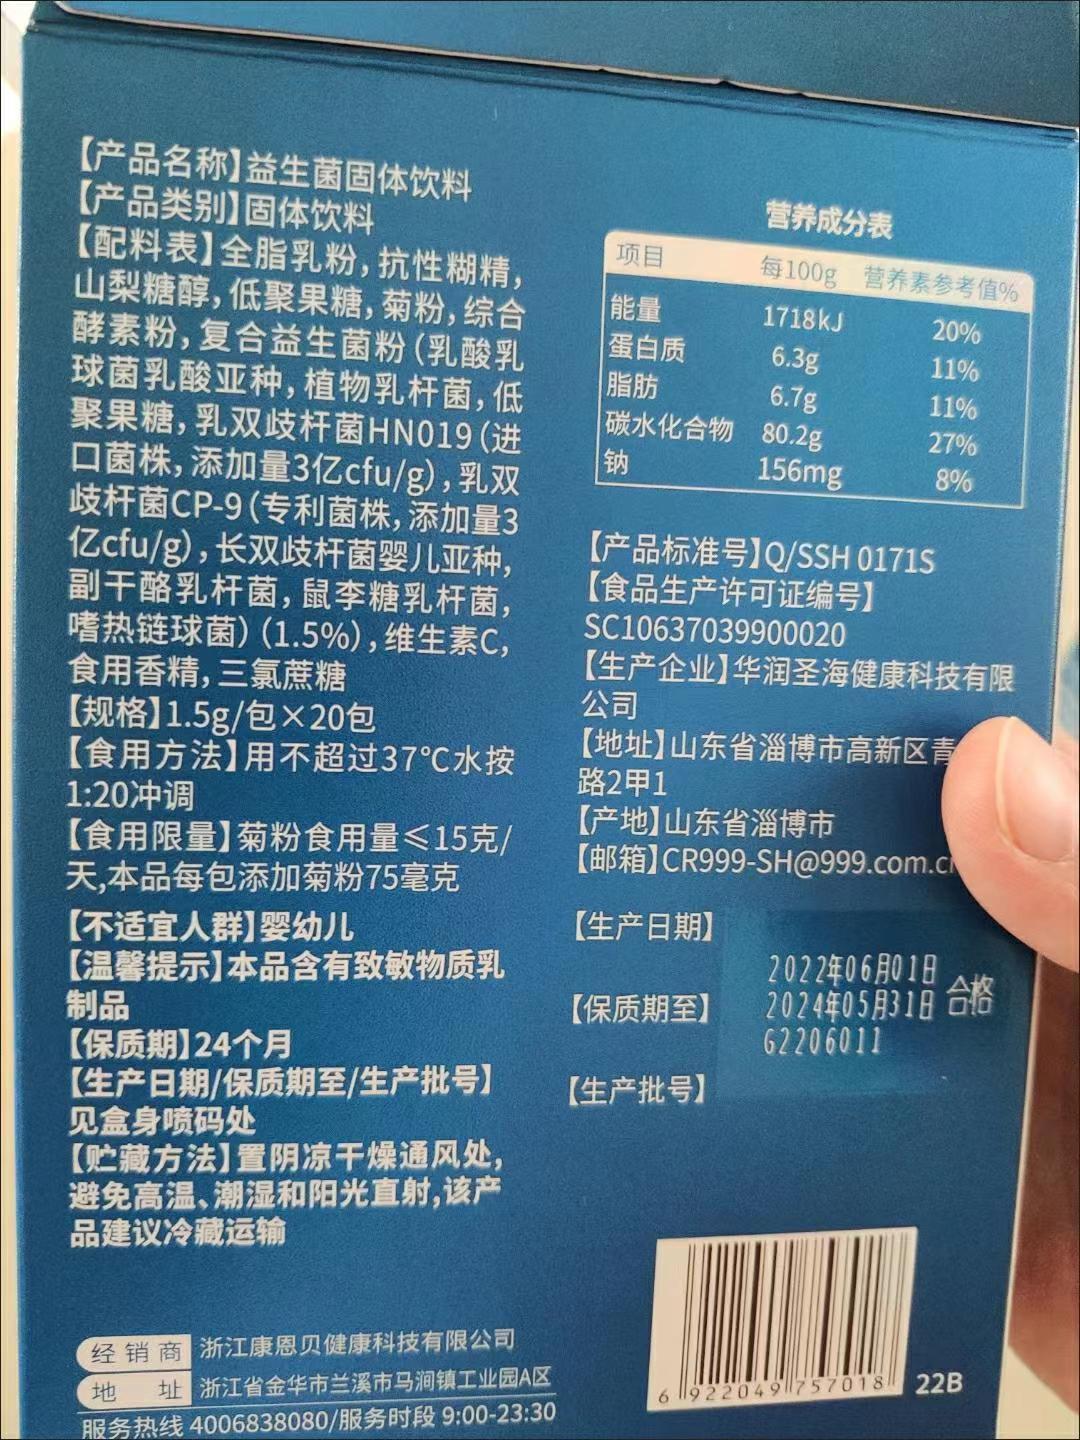 【产品名称】益生菌固体饮料
【产品类别】固体饮料
【配料表】全脂乳粉，抗性糊精，
山梨糖醇，低聚果糖，菊粉，综合
酵素粉，复合益生菌粉（乳酸乳
球菌乳酸亚种，植物乳杆菌，低
聚果糖，乳双歧杆菌HN019（进
口菌株，添加量3亿cfu/g），乳双
歧杆菌CP-9（专利菌株，添加量3
亿cfu/g），长双歧杆菌婴儿亚种，
副干酪乳杆菌，鼠李糖乳杆菌，
嗜热链球菌）（1.5%），维生素C，
食用香精，三氯蔗糖
【规格】1.5g/包×20包
【食用方法】用不超过37℃水按
1:20冲调
【食用限量】菊粉食用量≤15克/
天,本品每包添加菊粉75毫克
【不适宜人群】婴幼儿
【温馨提示】本品含有致敏物质乳
制品
【保质期】24个月
【生产日期/保质期至/生产批号】
见盒身喷码处
【贮藏方法】置阴凉干燥通风处，
避免高温、潮湿和阳光直射,该产
品建议冷藏运输
经销商 浙江康恩贝健康科技有限公司
地址 浙江省金华市兰溪市马涧镇工业园A区
服务热线 4006838080/服务时段 9:00-23:30
营养成分表
项目 每100g 营养素参考值%
能量 1718kJ 20%
蛋白质 6.3g 11%
脂肪 6.7g 11%
碳水化合物 80.2g 27%
钠 156mg 8%
【产品标准号】Q/SSH 0171S
【食品生产许可证编号】
SC10637039900020
【生产企业】华润圣海健康科技有限
公司
【地址】山东省淄博市高新区青
路2甲1
【产地】山东省淄博市
【邮箱】CR999-SH@999.com.c
【生产日期】
2022年06月01日
【保质期至】 2024年05月31日 合格
G2206011
【生产批号】
6 922049 757018
22B